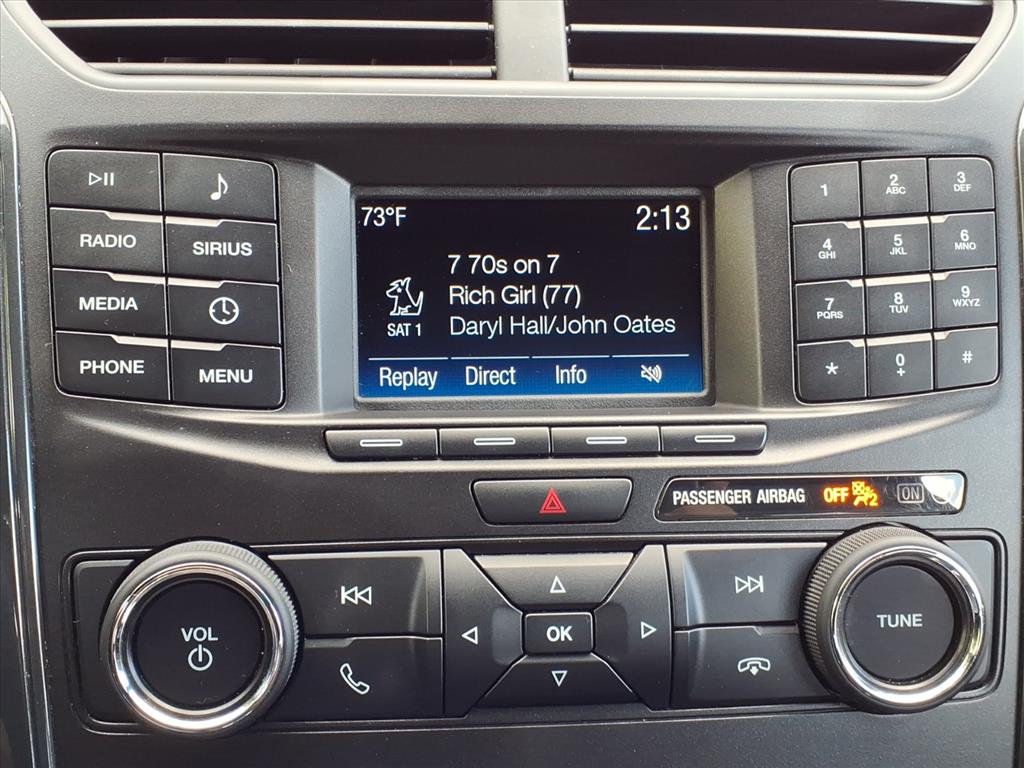 73°F 2:13
7 70s on 7
Rich Girl (77)
SAT 1
Daryl Hall/John Oates
Replay Direct Info
RADIO SIRIUS
MEDIA
PHONE MENU
1 2 ABC 3 DEF
4 GHI 5 JKL 6 MNO
7 PQRS 8 TUV 9 WXYZ
* 0 + #
PASSENGER AIRBAG OFF 2 ON
VOL
OK
TUNE